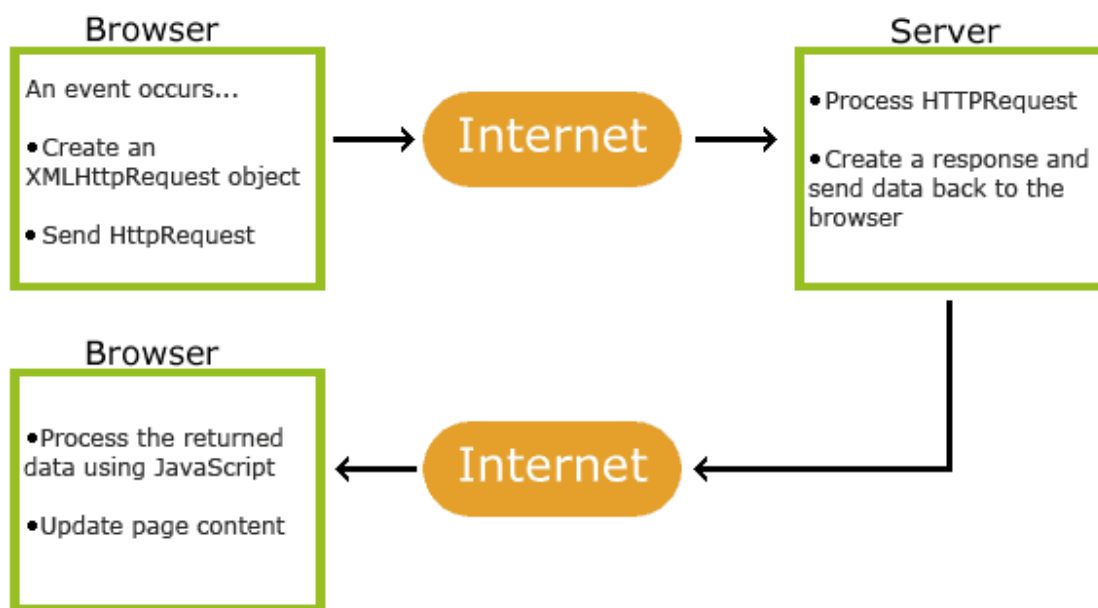 Browser
An event occurs...
•Create an
XMLHttpRequest object
•Send HttpRequest
Internet
Server
•Process HTTPRequest
•Create a response and
send data back to the
browser
Browser
•Process the returned
data using JavaScript
•Update page content
Internet